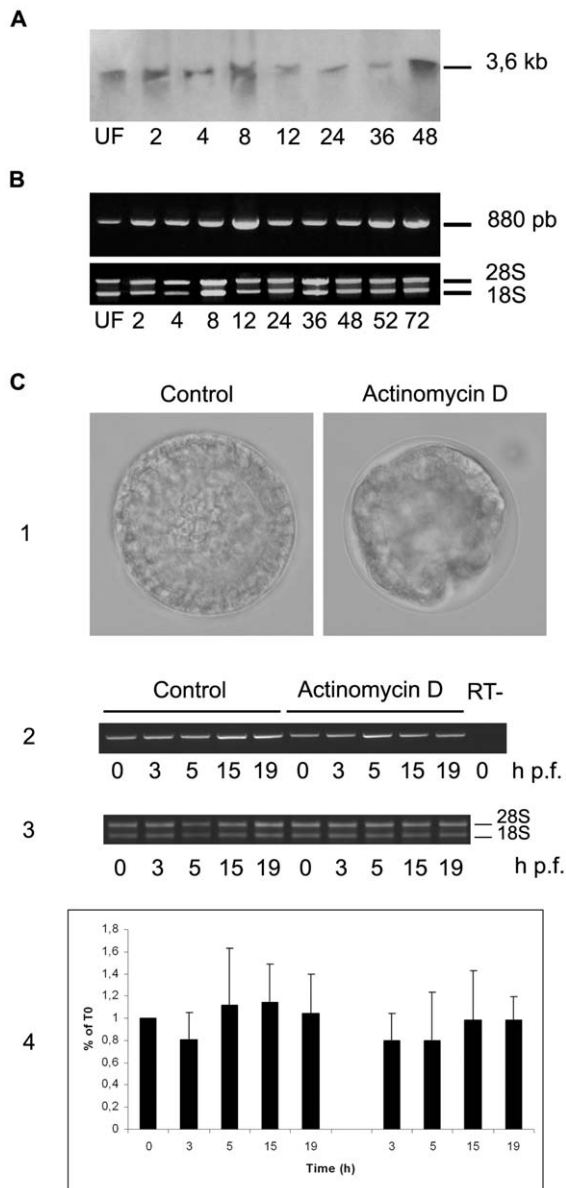 A
3,6 kb
UF 2 4 8 12 24 36 48
B
880 pb
28S
18S
UF 2 4 8 12 24 36 48 52 72
C
Control Actinomycin D
1
Control Actinomycin D RT-
2
0 3 5 15 19 0 3 5 15 19 0 h p.f.
3
28S
18S
0 3 5 15 19 0 3 5 15 19 h p.f.
4
% of T0
1,8
1,6
1,4
1,2
1
0,8
0,6
0,4
0,2
0
0 3 5 15 19 3 5 15 19
Time (h)